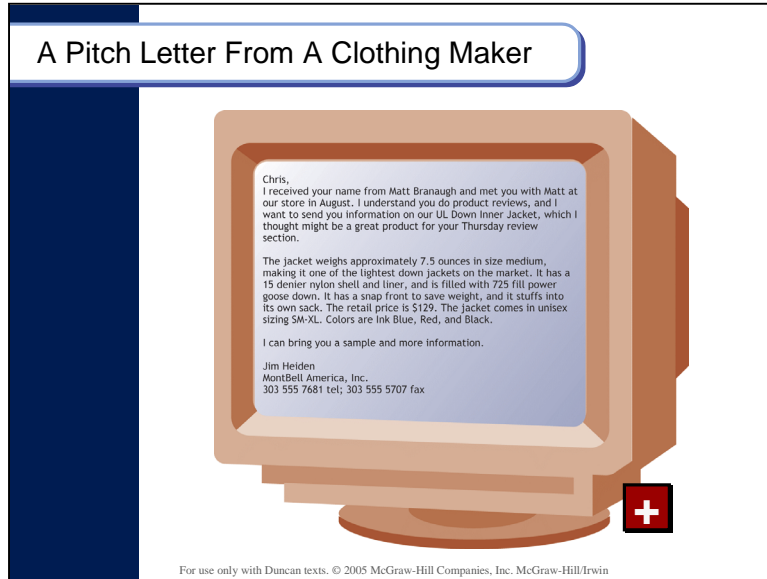 A Pitch Letter From A Clothing Maker
Chris,
I received your name from Matt Branaugh and met you with Matt at
our store in August. I understand you do product reviews, and I
want to send you information on our UL Down Inner Jacket, which I
thought might be a great product for your Thursday review
section.
The jacket weighs approximately 7.5 ounces in size medium,
making it one of the lightest down jackets on the market. It has a
15 denier nylon shell and liner, and is filled with 725 fill power
goose down. It has a snap front to save weight, and it stuffs into
its own sack. The retail price is $129. The jacket comes in unisex
sizing SM-XL. Colors are Ink Blue, Red, and Black.
I can bring you a sample and more information.
Jim Heiden
MontBell America, Inc.
303 555 7681 tel; 303 555 5707 fax
+
For use only with Duncan texts. © 2005 McGraw-Hill Companies, Inc. McGraw-Hill/Irwin